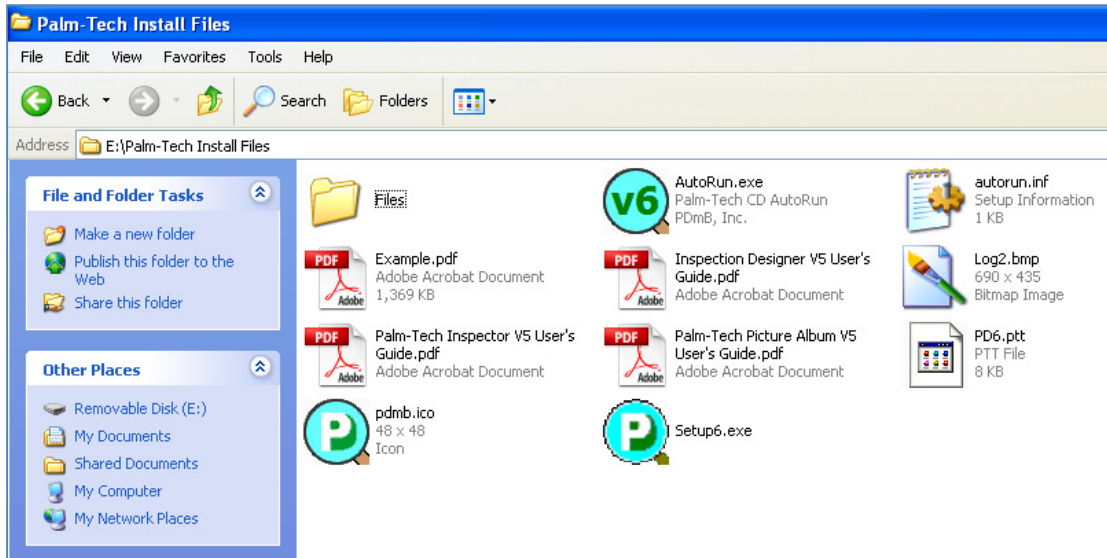 Palm-Tech Install Files
File Edit View Favorites Tools Help
Back Search Folders
Address E:\Palm-Tech Install Files
File and Folder Tasks
Make a new folder
Publish this folder to the
Web
Share this folder
Other Places
Removable Disk (E:)
My Documents
Shared Documents
My Computer
My Network Places
Files
v6
AutoRun.exe
Palm-Tech CD AutoRun
PDmB, Inc.
autorun.inf
Setup Information
1 KB
PDF
Adobe
Example.pdf
Adobe Acrobat Document
1,369 KB
PDF
Adobe
Inspection Designer V5 User's
Guide.pdf
Adobe Acrobat Document
Log2.bmp
690 x 435
Bitmap Image
PDF
Adobe
Palm-Tech Inspector V5 User's
Guide.pdf
Adobe Acrobat Document
PDF
Adobe
Palm-Tech Picture Album V5
User's Guide.pdf
Adobe Acrobat Document
PD6.ptt
PTT File
8 KB
P
pdmb.ico
48 x 48
Icon
P
Setup6.exe